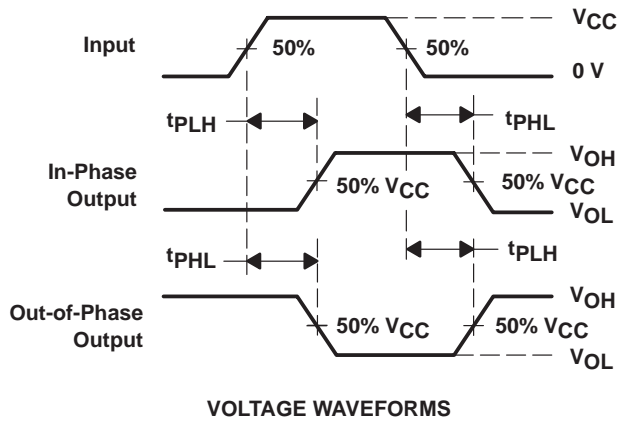 VCC
Input
50%
50%
0 V
tPLH
tPHL
In-Phase
Output
VOH
50% VCC
50% VCC
VOL
tPHL
tPLH
Out-of-Phase
Output
VOH
50% VCC
50% VCC
VOL
VOLTAGE WAVEFORMS